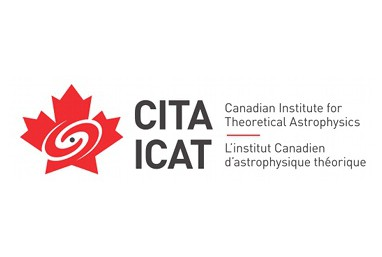 CITA
ICAT
Canadian Institute for
Theoretical Astrophysics
L'institut Canadien
d'astrophysique théorique